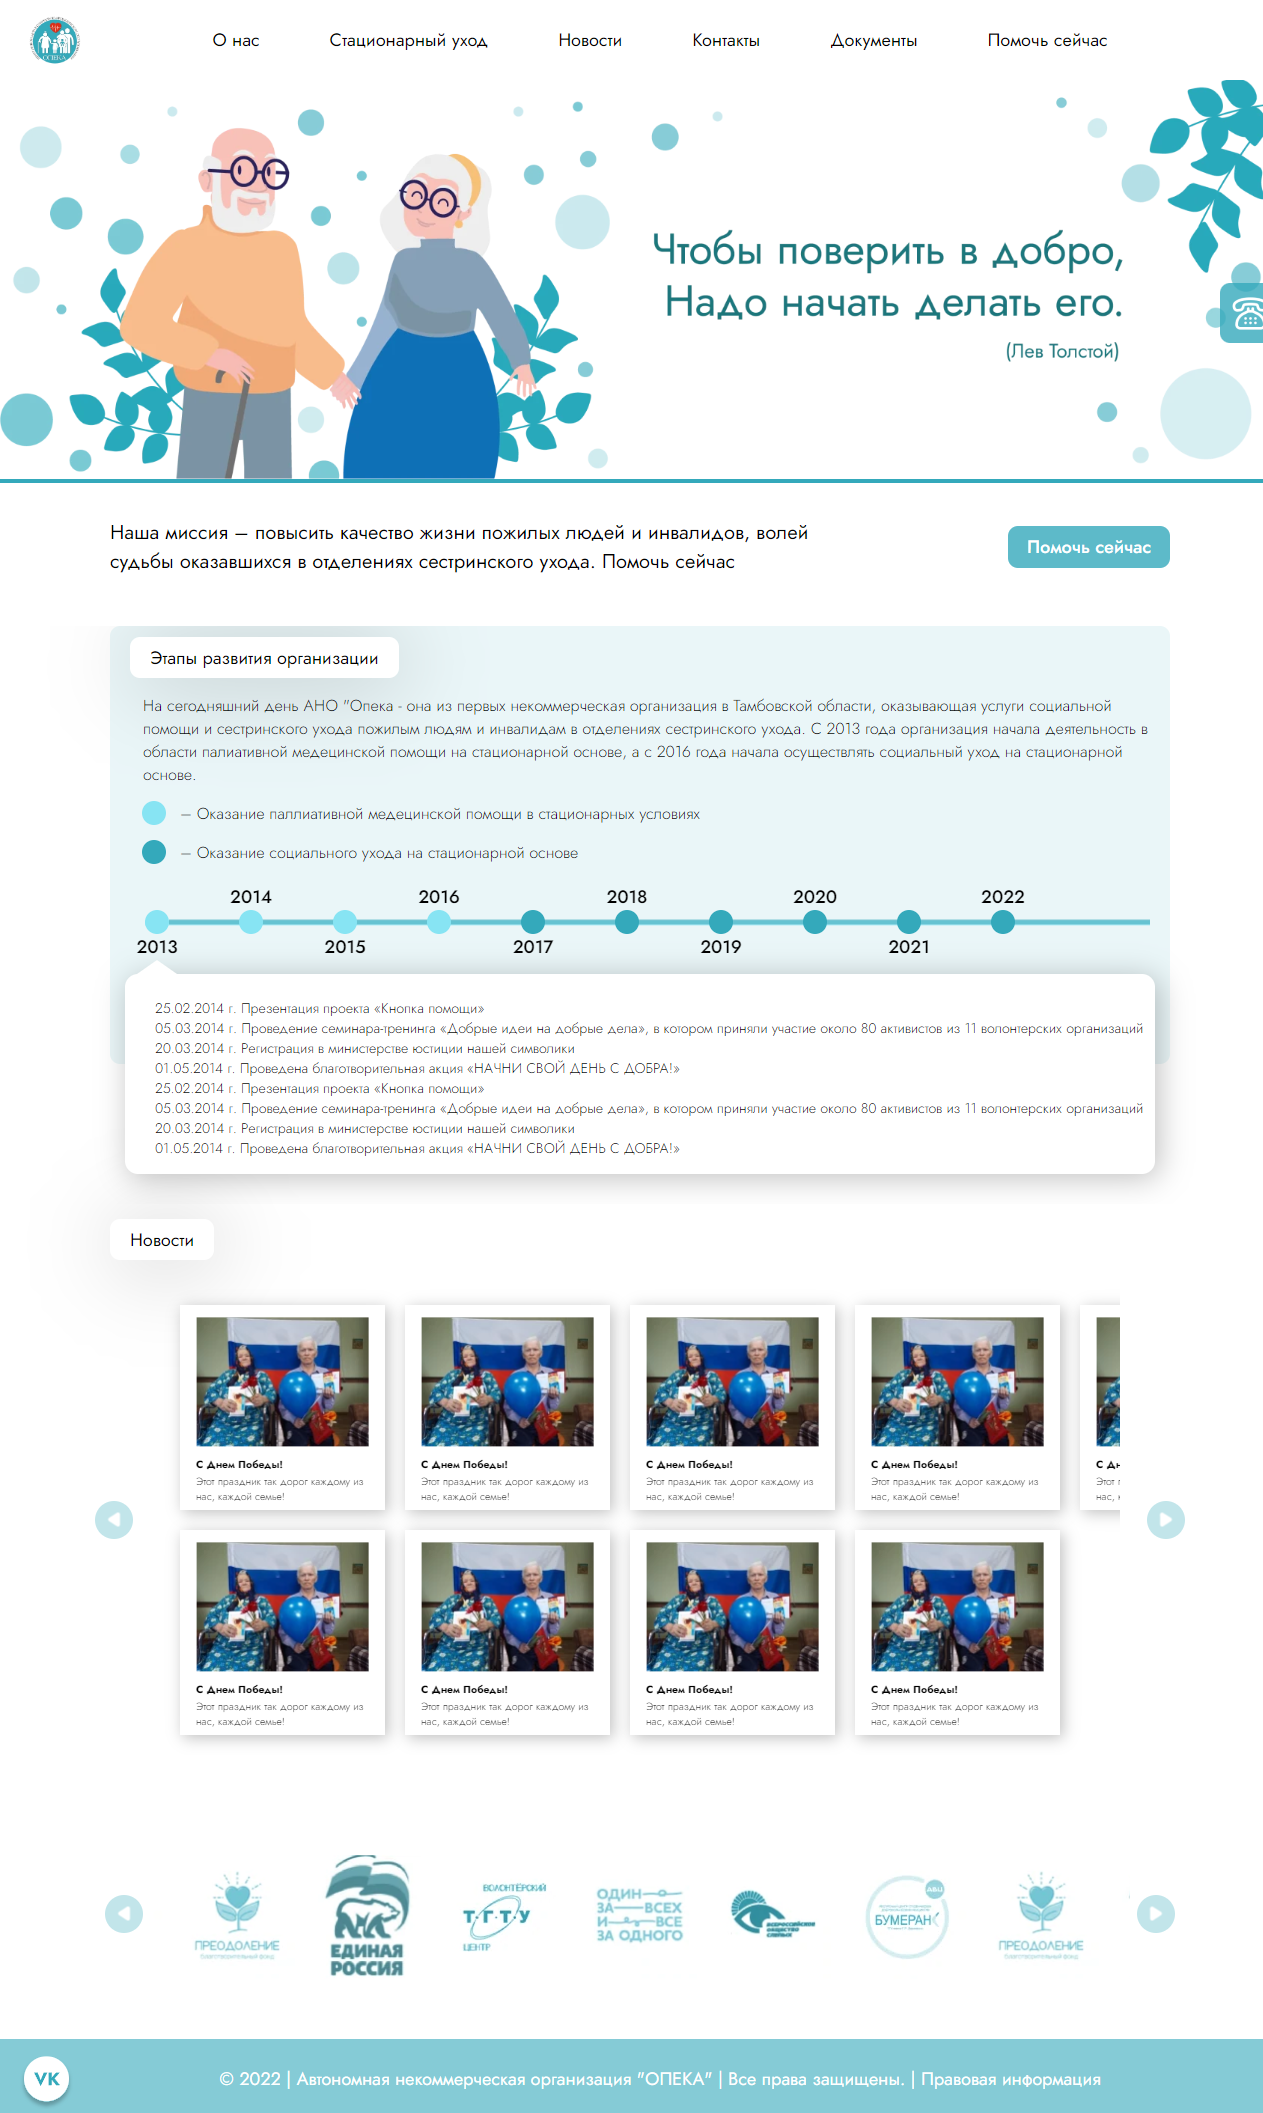 ОПЕКА
О нас
Стационарный уход
Новости
Контакты
Документы
Помочь сейчас
Чтобы поверить в добро,
Надо начать делать его.
(Лев Толстой)
Наша миссия – повысить качество жизни пожилых людей и инвалидов, волей
судьбы оказавшихся в отделениях сестринского ухода. Помочь сейчас
Помочь сейчас
Этапы развития организации
На сегодняшний день АНО "Опека - она из первых некоммерческая организация в Тамбовской области, оказывающая услуги социальной
помощи и сестринского ухода пожилым людям и инвалидам в отделениях сестринского ухода. С 2013 года организация начала деятельность в
области палиативной медецинской помощи на стационарной основе, а с 2016 года начала осуществлять социальный уход на стационарной
основе.
– Оказание паллиативной медецинской помощи в стационарных условиях
– Оказание социального ухода на стационарной основе
2014 2016 2018 2020 2022
2013 2015 2017 2019 2021
25.02.2014 г. Презентация проекта «Кнопка помощи»
05.03.2014 г. Проведение семинара-тренинга «Добрые идеи на добрые дела», в котором приняли участие около 80 активистов из 11 волонтерских организаций
20.03.2014 г. Регистрация в министерстве юстиции нашей символики
01.05.2014 г. Проведена благотворительная акция «НАЧНИ СВОЙ ДЕНЬ С ДОБРА!»
25.02.2014 г. Презентация проекта «Кнопка помощи»
05.03.2014 г. Проведение семинара-тренинга «Добрые идеи на добрые дела», в котором приняли участие около 80 активистов из 11 волонтерских организаций
20.03.2014 г. Регистрация в министерстве юстиции нашей символики
01.05.2014 г. Проведена благотворительная акция «НАЧНИ СВОЙ ДЕНЬ С ДОБРА!»
Новости
С Днем Победы!
Этот праздник так дорог каждому из
нас, каждой семье!
С Днем Победы!
Этот праздник так дорог каждому из
нас, каждой семье!
С Днем Победы!
Этот праздник так дорог каждому из
нас, каждой семье!
С Днем Победы!
Этот праздник так дорог каждому из
нас, каждой семье!
С Дн
Этот п
нас, к
С Днем Победы!
Этот праздник так дорог каждому из
нас, каждой семье!
С Днем Победы!
Этот праздник так дорог каждому из
нас, каждой семье!
С Днем Победы!
Этот праздник так дорог каждому из
нас, каждой семье!
С Днем Победы!
Этот праздник так дорог каждому из
нас, каждой семье!
ПРЕОДОЛЕНИЕ
благотворительный фонд
ЕДИНАЯ
РОССИЯ
ВОЛОНТЁРСКИЙ
Т·Г·Т·У
ЦЕНТР
ОДИН
ЗА ВСЕХ
И ВСЕ
ЗА ОДНОГО
ВСЕРОССИЙСКОЕ
ОБЩЕСТВО
СЛЕПЫХ
БУМЕРАН
ПРЕОДОЛЕНИЕ
благотворительный фонд
VK
© 2022 | Автономная некоммерческая организация "ОПЕКА" | Все права защищены. | Правовая информация